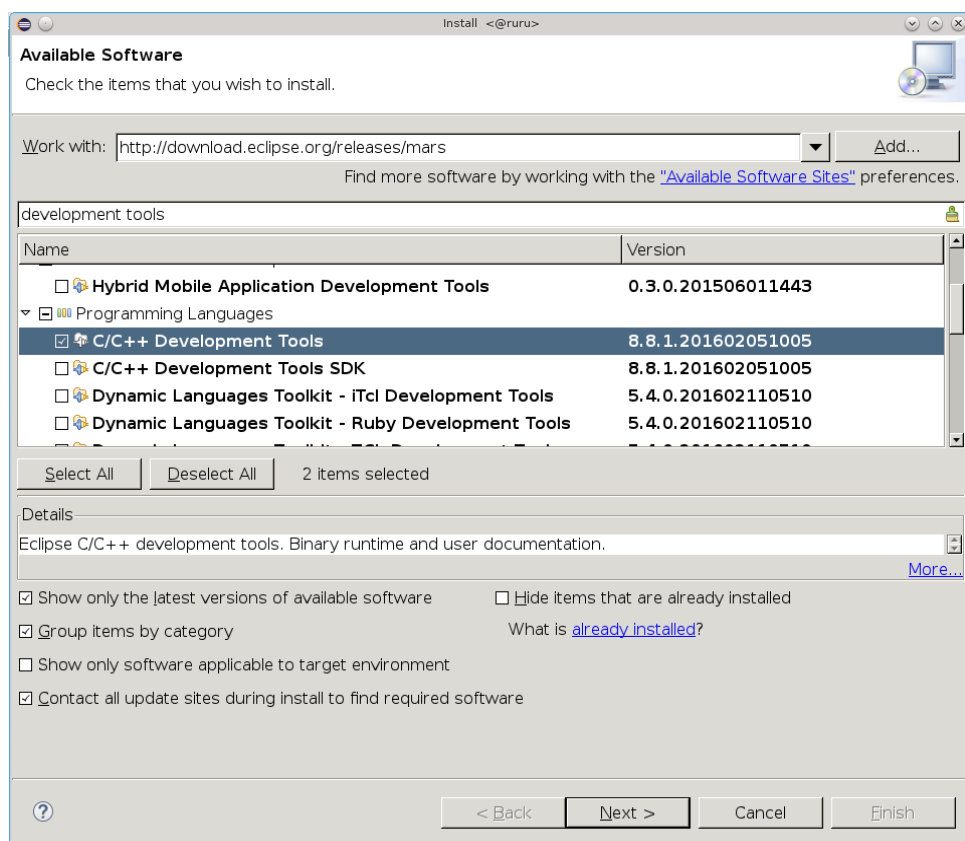 Install <@ruru>
Available Software
Check the items that you wish to install.
Work with: http://download.eclipse.org/releases/mars Add...
Find more software by working with the "Available Software Sites" preferences.
development tools
Name Version
Hybrid Mobile Application Development Tools 0.3.0.201506011443
Programming Languages
C/C++ Development Tools 8.8.1.201602051005
C/C++ Development Tools SDK 8.8.1.201602051005
Dynamic Languages Toolkit - iTcl Development Tools 5.4.0.201602110510
Dynamic Languages Toolkit - Ruby Development Tools 5.4.0.201602110510
Select All Deselect All 2 items selected
Details
Eclipse C/C++ development tools. Binary runtime and user documentation.
More...
Show only the latest versions of available software Hide items that are already installed
Group items by category What is already installed?
Show only software applicable to target environment
Contact all update sites during install to find required software
? < Back Next > Cancel Finish